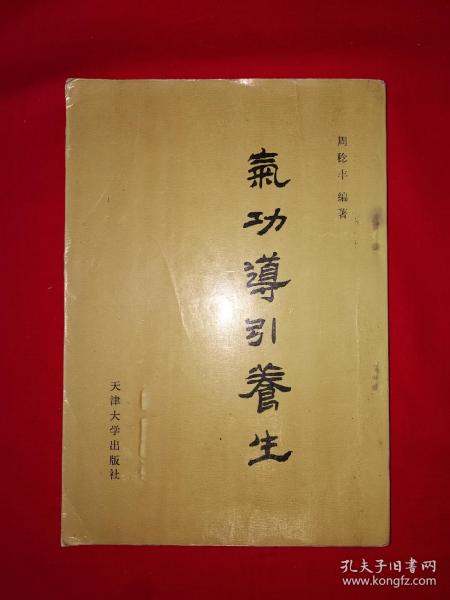 周稔丰 编著
氣功導引養生
天津大学出版社
孔夫子旧书网
www.kongfz.com